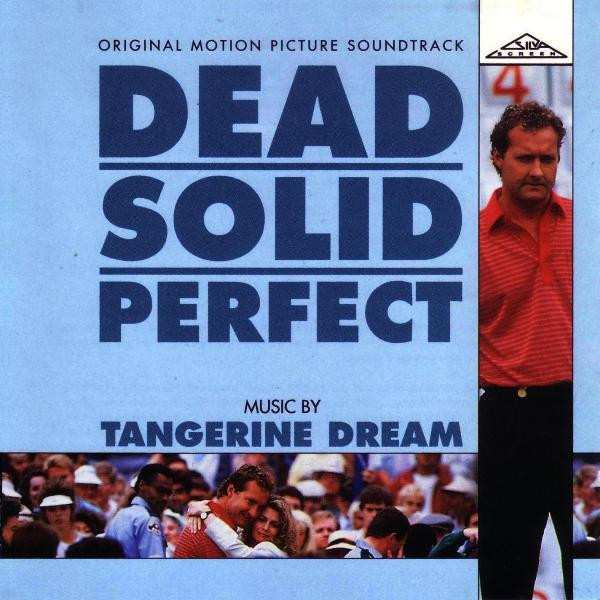 ORIGINAL MOTION PICTURE SOUNDTRACK
SILVA
SCREEN
DEAD
SOLID
PERFECT
4
MUSIC BY
TANGERINE DREAM